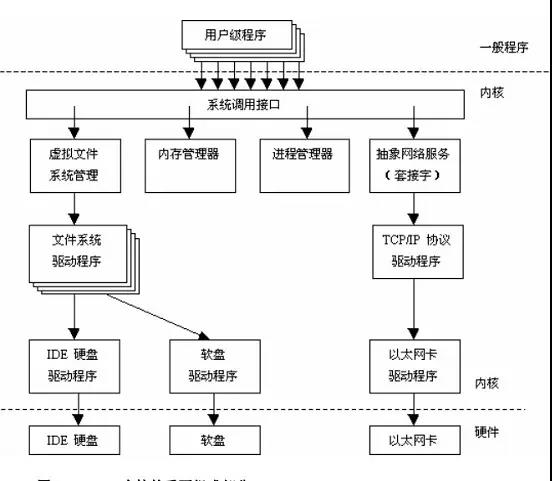 用户级程序
一般程序
系统调用接口
内核
虚拟文件
系统管理
内存管理器
进程管理器
抽象网络服务
（套接字）
文件系统
驱动程序
TCP/IP 协议
驱动程序
IDE 硬盘
驱动程序
软盘
驱动程序
以太网卡
驱动程序
内核
硬件
IDE 硬盘
软盘
以太网卡